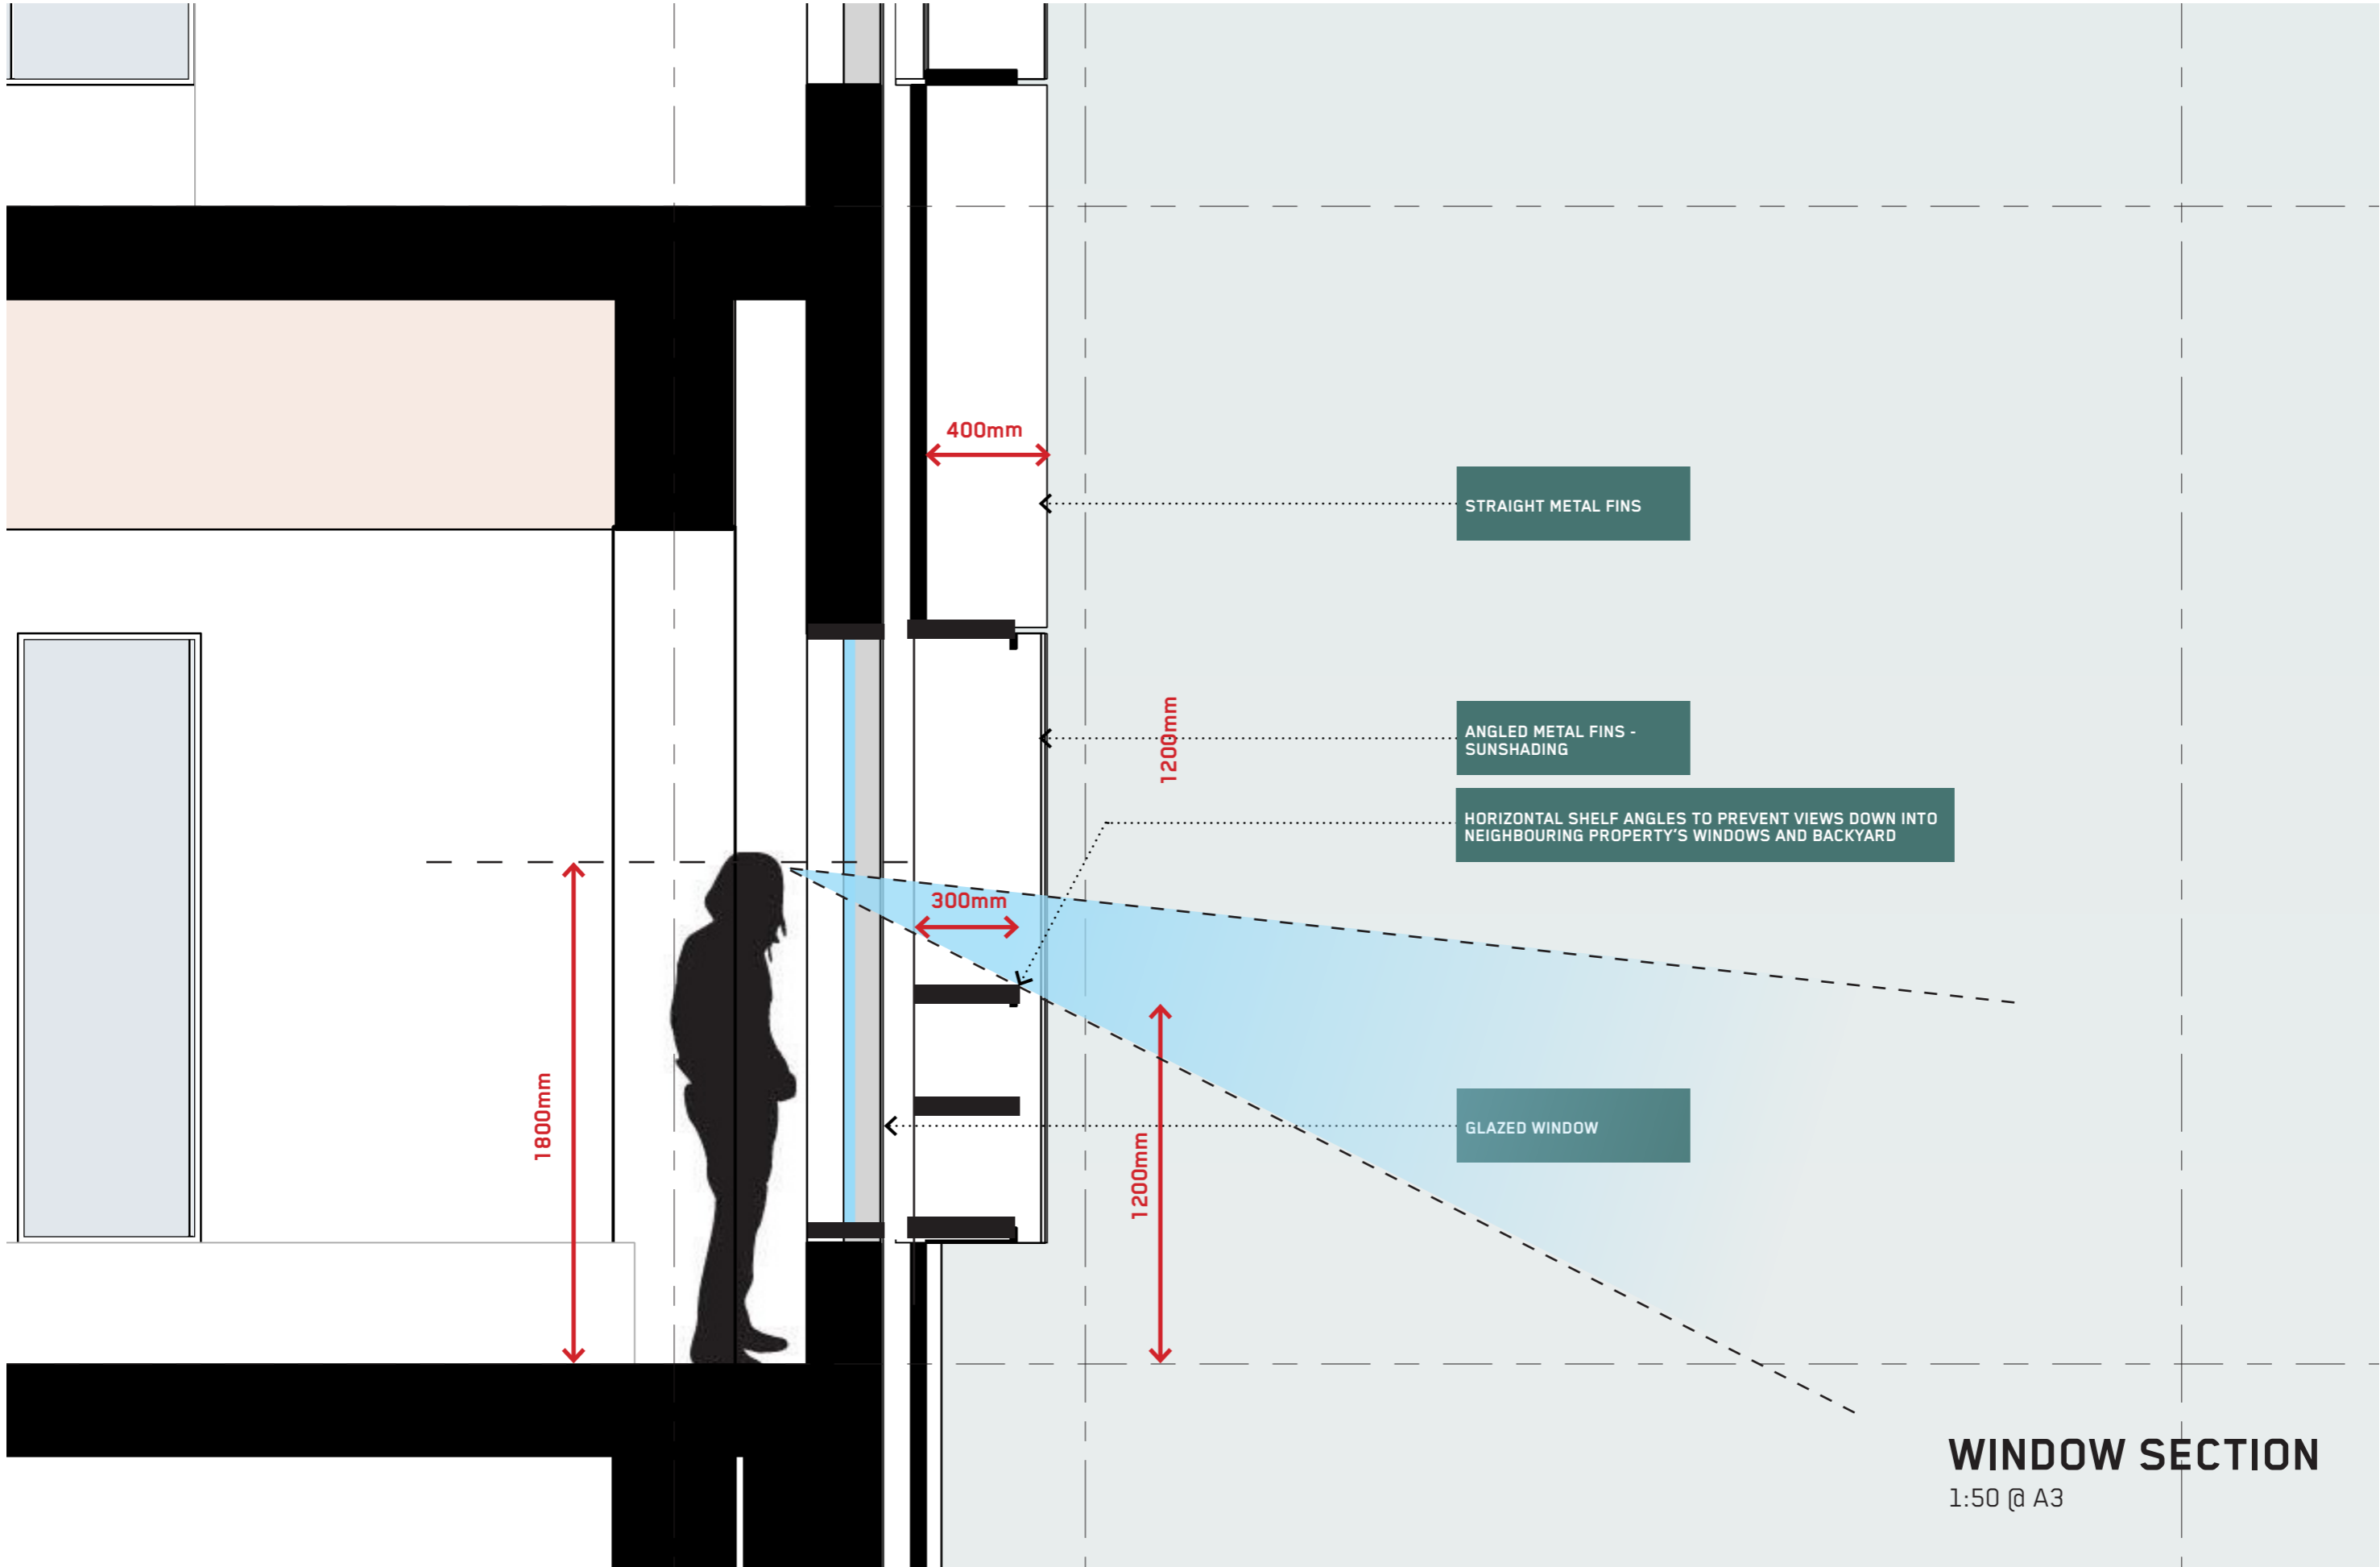 400mm
STRAIGHT METAL FINS
1200mm
ANGLED METAL FINS -
SUNSHADING
HORIZONTAL SHELF ANGLES TO PREVENT VIEWS DOWN INTO
NEIGHBOURING PROPERTY'S WINDOWS AND BACKYARD
300mm
1800mm
1200mm
GLAZED WINDOW
WINDOW SECTION
1:50 @ A3